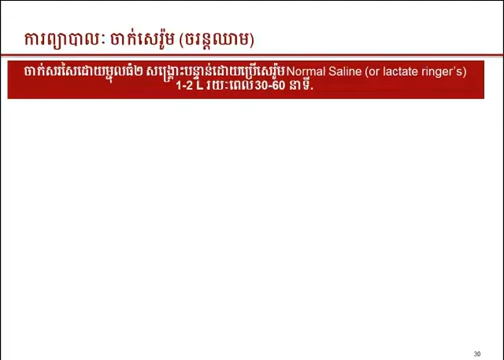 ការព្យាបាលៈ ចាក់សេរ៉ូម (ចរន្តឈាម)
ចាក់សរសៃដោយម្ជុលធំ២ សង្គ្រោះបន្ទាន់ដោយប្រើសេរ៉ូម Normal Saline (or lactate ringer's)
1-2 L រយៈពេល 30-60 នាទី.
30